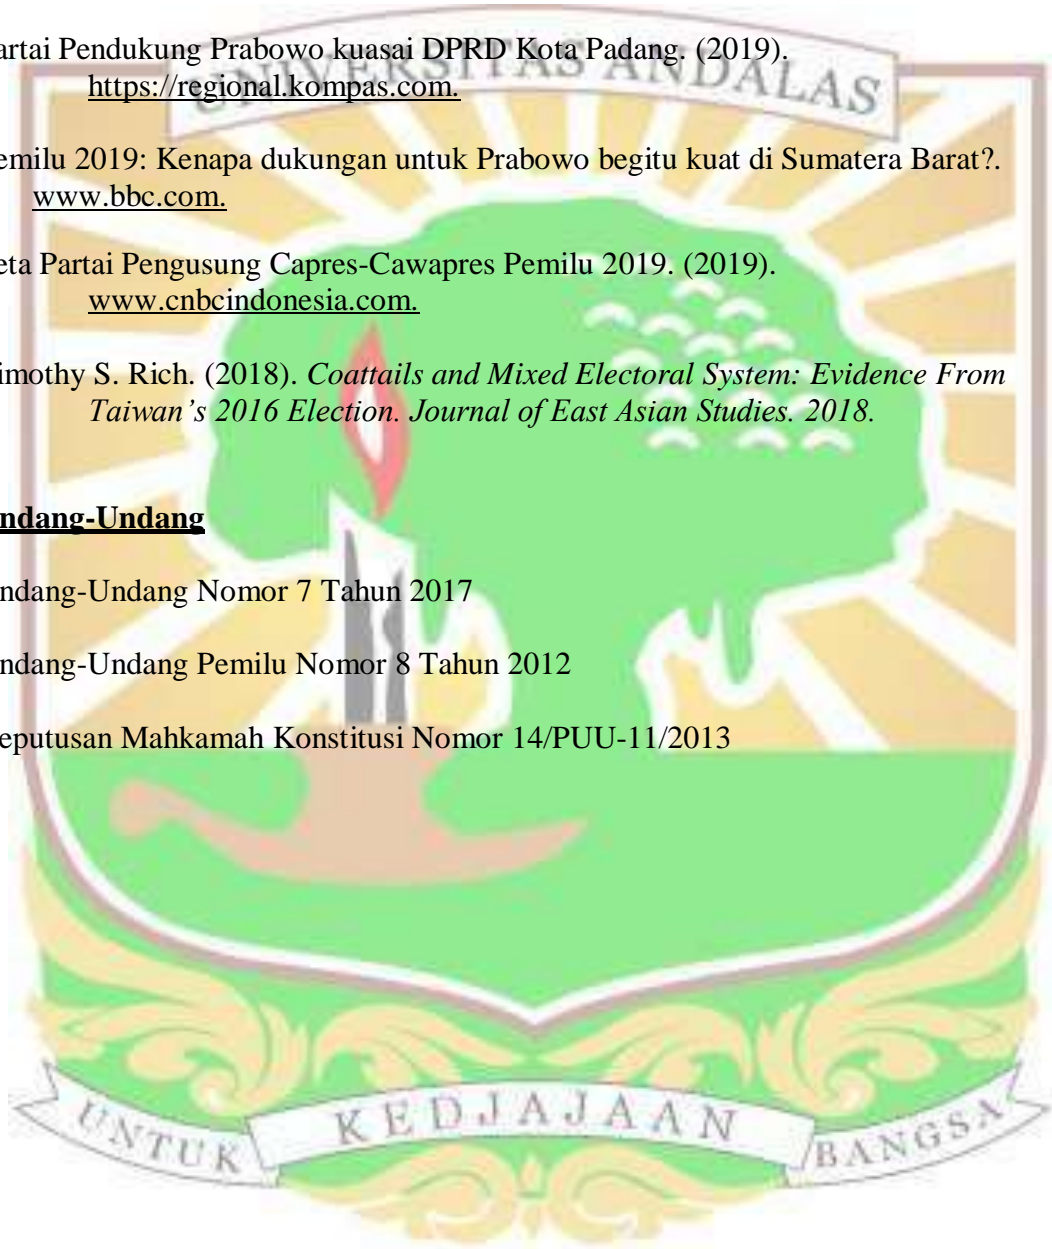 UNIVERSITAS ANDALAS
artai Pendukung Prabowo kuasai DPRD Kota Padang. (2019).
https://regional.kompas.com.
emilu 2019: Kenapa dukungan untuk Prabowo begitu kuat di Sumatera Barat?.
www.bbc.com.
eta Partai Pengusung Capres-Cawapres Pemilu 2019. (2019).
www.cnbcindonesia.com.
imothy S. Rich. (2018). Coattails and Mixed Electoral System: Evidence From
Taiwan’s 2016 Election. Journal of East Asian Studies. 2018.
ndang-Undang
ndang-Undang Nomor 7 Tahun 2017
ndang-Undang Pemilu Nomor 8 Tahun 2012
eputusan Mahkamah Konstitusi Nomor 14/PUU-11/2013
UNTUK KEDJAJAAN BANGSA